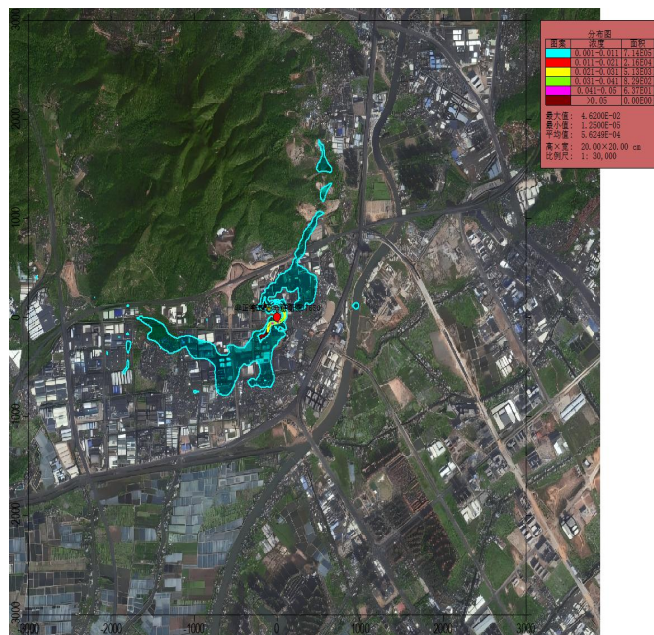 分布图
图案 浓度 面积
0.001-0.011 7.14E05
0.011-0.021 2.16E04
0.021-0.031 5.13E03
0.031-0.041 8.29E02
0.041-0.05 6.37E01
>0.05 0.00E00
最大值: 4.6200E-02
最小值: 1.2500E-05
平均值: 5.6249E-04
高×宽: 20.00×20.00 cm
比例尺: 1: 30,000
3000
2000
1000
0
-1000
-2000
-3000
-3000 -2000 -1000 0 1000 2000 3000